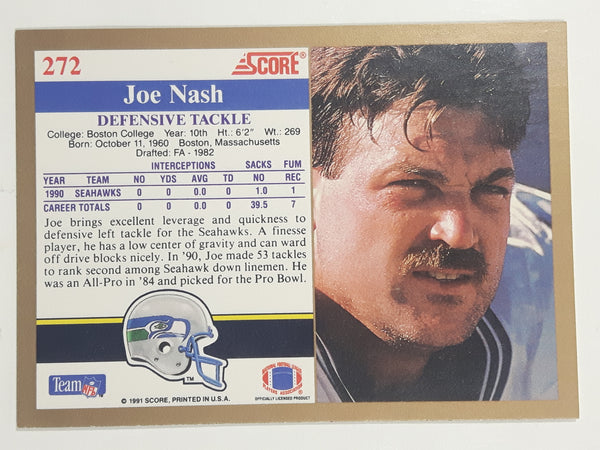 272
SCORE®
Joe Nash
DEFENSIVE TACKLE
College: Boston College Year: 10th Ht.: 6'2" Wt.: 269
Born: October 11, 1960 Boston, Massachusetts
Drafted: FA - 1982
INTERCEPTIONS SACKS FUM
YEAR TEAM NO YDS AVG TD NO REC
1990 SEAHAWKS 0 0 0.0 0 1.0 1
CAREER TOTALS 0 0 0.0 0 39.5 7
Joe brings excellent leverage and quickness to
defensive left tackle for the Seahawks. A finesse
player, he has a low center of gravity and can ward
off drive blocks nicely. In '90, Joe made 53 tackles
to rank second among Seahawk down linemen. He
was an All-Pro in '84 and picked for the Pro Bowl.
TM
Team NFL
NATIONAL FOOTBALL LEAGUE
PLAYERS ASSOCIATION
© 1991 SCORE, PRINTED IN U.S.A.
OFFICIALLY LICENSED PRODUCT